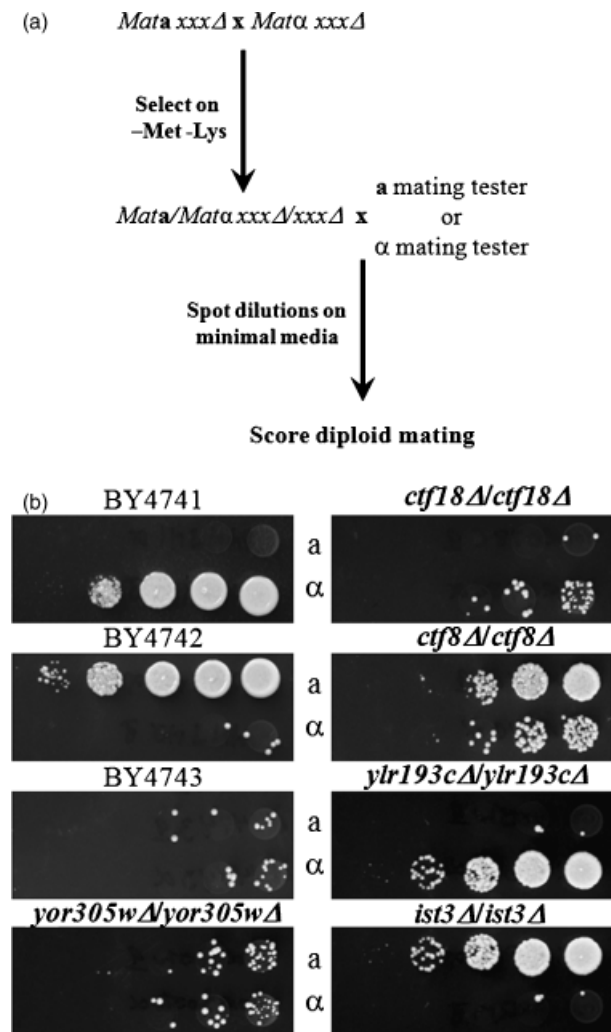 (a)
Mata xxxΔ x Matα xxxΔ
Select on
–Met -Lys
Mata/Matα xxxΔ/xxxΔ x
a mating tester
or
α mating tester
Spot dilutions on
minimal media
Score diploid mating
(b)
BY4741
ctf18Δ/ctf18Δ
a
α
BY4742
ctf8Δ/ctf8Δ
a
α
BY4743
ylr193cΔ/ylr193cΔ
a
α
yor305wΔ/yor305wΔ
ist3Δ/ist3Δ
a
α